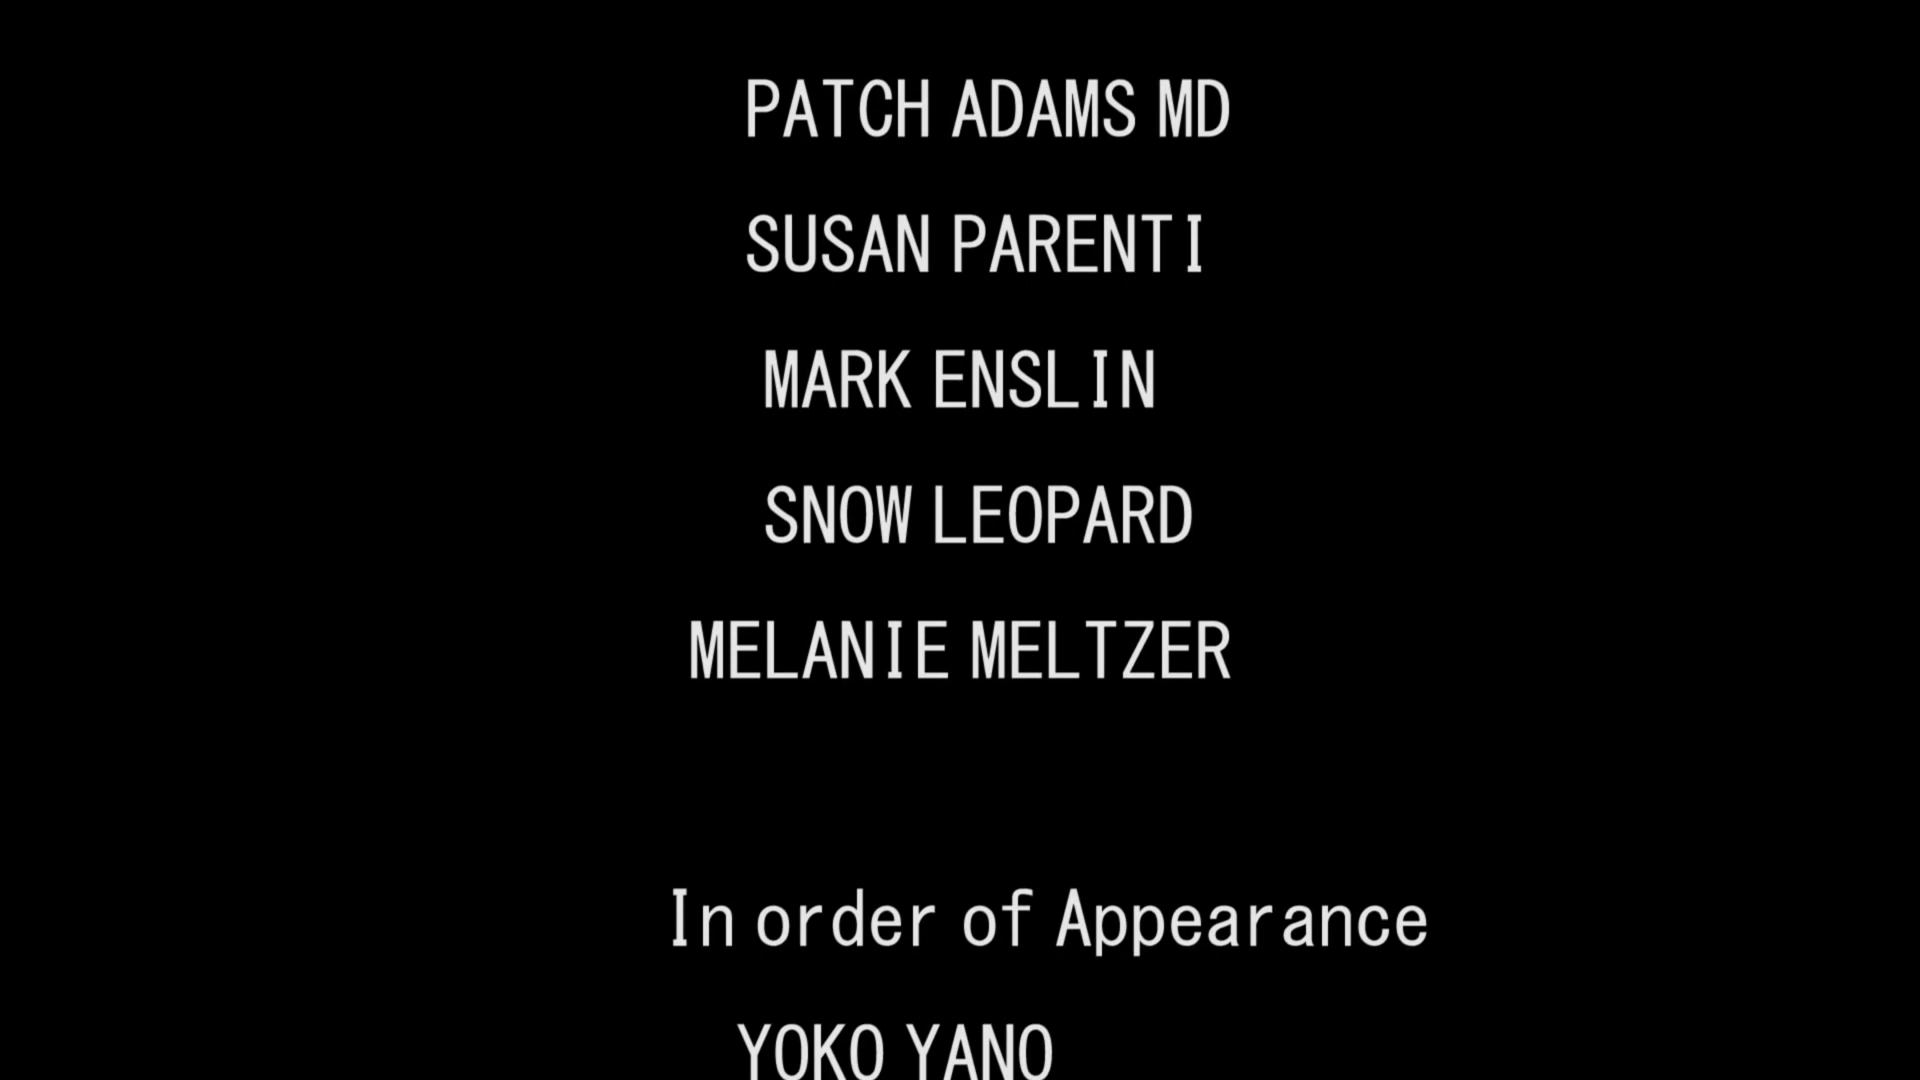 PATCH ADAMS MD
SUSAN PARENTI
MARK ENSLIN
SNOW LEOPARD
MELANIE MELTZER
In order of Appearance
YOKO YANO